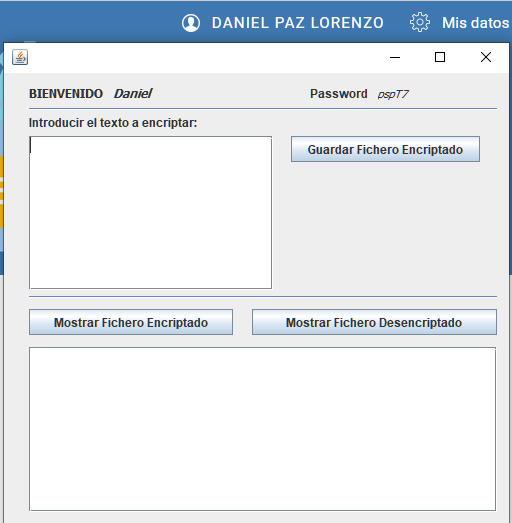 DANIEL PAZ LORENZO Mis datos
BIENVENIDO Daniel Password pspT7
Introducir el texto a encriptar:
Guardar Fichero Encriptado
Mostrar Fichero Encriptado Mostrar Fichero Desencriptado